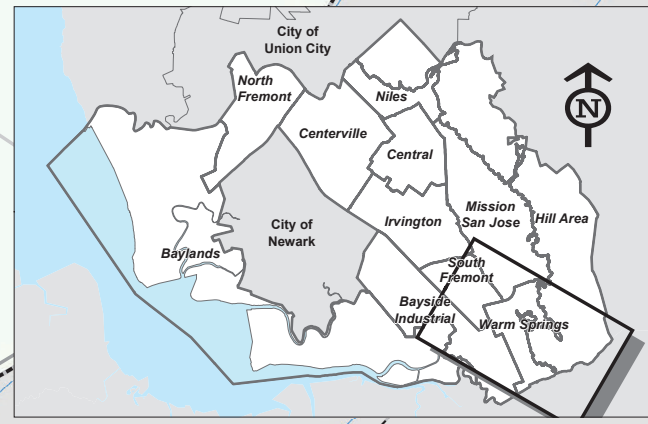 City of
Union City
North
Fremont
Niles
Centerville
Central
Mission
San Jose
Hill Area
Irvington
City of
Newark
Baylands
South
Fremont
Bayside
Industrial
Warm Springs
N